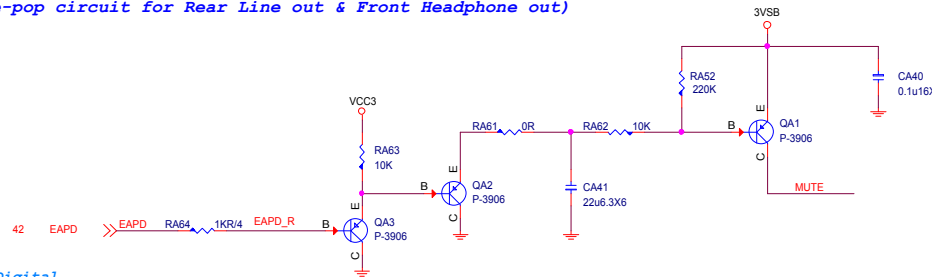 -pop circuit for Rear Line out & Front Headphone out)
3VSB
RA52
220K
CA40
0.1u16
VCC3
E
RA61
0R
RA62
10K
B
QA1
P-3906
C
RA63
10K
E
B
QA2
P-3906
CA41
22u6.3X6
MUTE
C
42 EAPD
EAPD
RA64
1KR/4
EAPD_R
E
B
QA3
P-3906
C
Digital